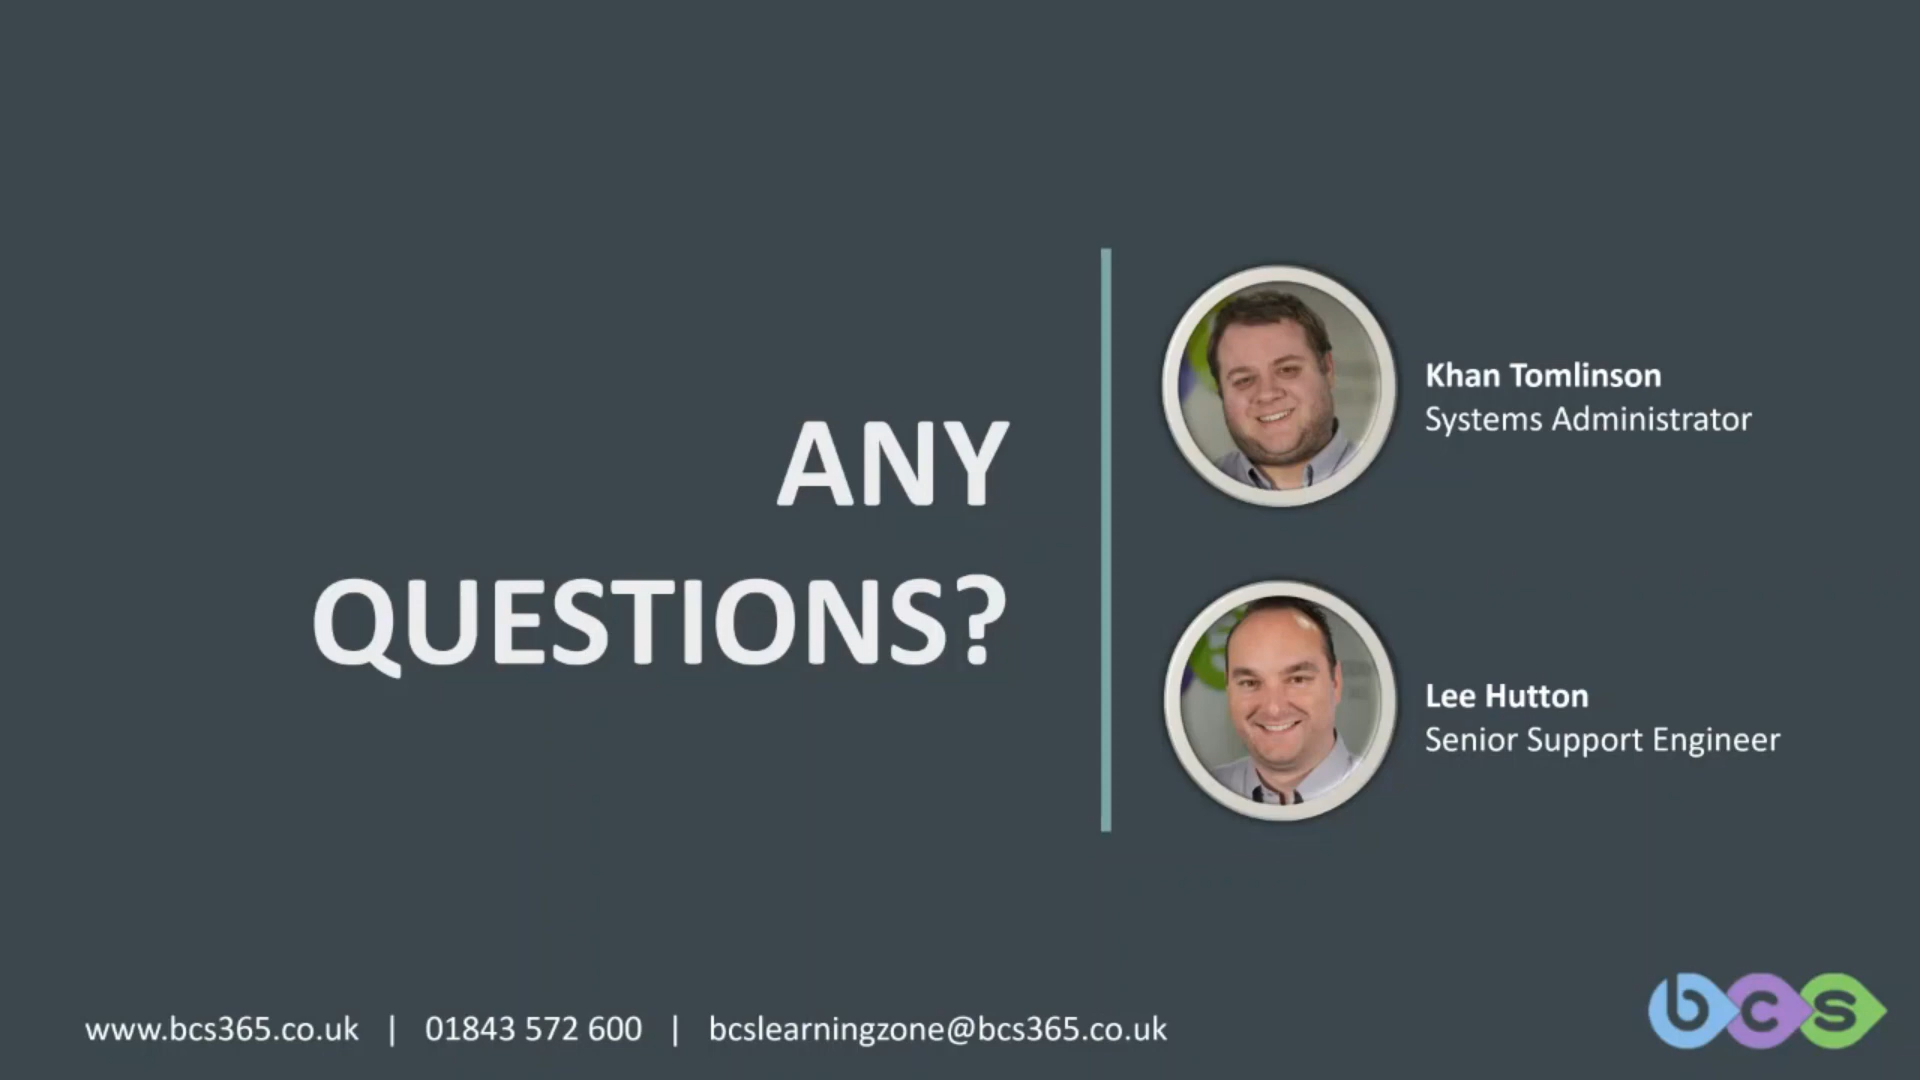 ANY
QUESTIONS?
Khan Tomlinson
Systems Administrator
Lee Hutton
Senior Support Engineer
www.bcs365.co.uk | 01843 572 600 | bcslearningzone@bcs365.co.uk
bcs